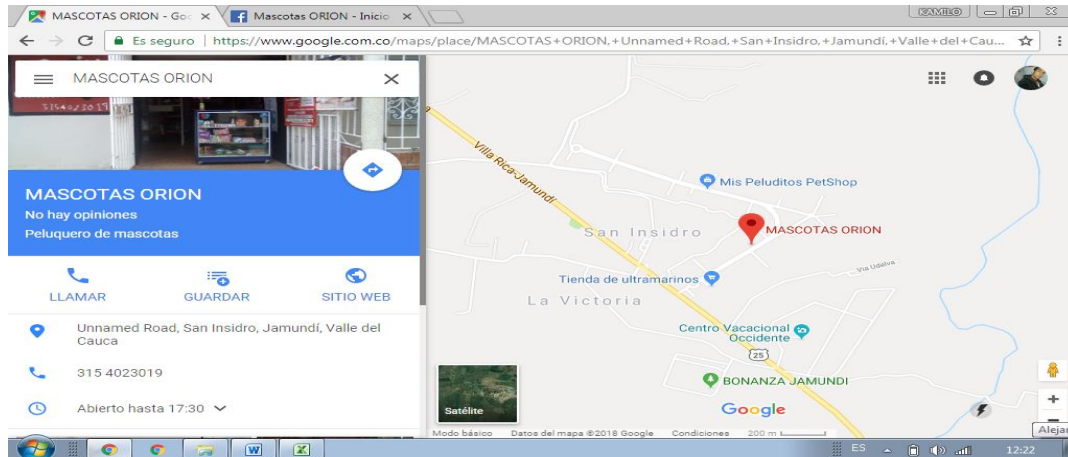 MASCOTAS ORION - Goo
Mascotas ORION - Inicio
KAMILO
Es seguro | https://www.google.com.co/maps/place/MASCOTAS+ORION,+Unnamed+Road,+San+Insidro,+Jamundí,+Valle+del+Cau...
MASCOTAS ORION
MASCOTAS ORION
No hay opiniones
Peluquero de mascotas
LLAMAR
GUARDAR
SITIO WEB
Unnamed Road, San Insidro, Jamundí, Valle del
Cauca
315 4023019
Abierto hasta 17:30
Villa Rica-Jamundí
Mis Peluditos PetShop
San Insidro
MASCOTAS ORION
Vía Udelva
Tienda de ultramarinos
La Victoria
Centro Vacacional
Occidente
25
BONANZA JAMUNDI
Satélite
Google
Modo básico
Datos del mapa ©2018 Google
Condiciones
200 m
Alejar
ES
12:22